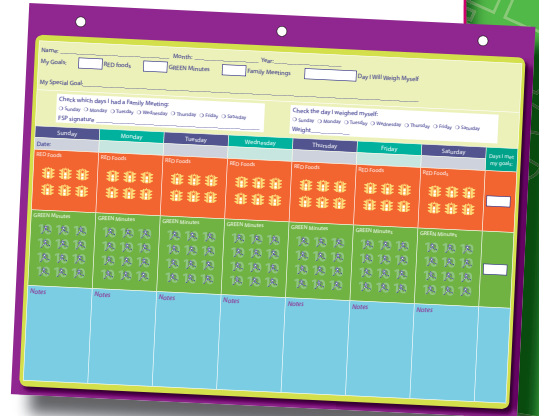 Name: Month: Year:
My Goals: RED foods GREEN Minutes Family Meetings Day I Will Weigh Myself
My Special Goal:
Check which days I had a Family Meeting:
Sunday Monday Tuesday Wednesday Thursday Friday Saturday
FSP signature
Check the day I weighed myself:
Sunday Monday Tuesday Wednesday Thursday Friday Saturday
Weight
Sunday Monday Tuesday Wednesday Thursday Friday Saturday Days I Met my goals:
Date:
RED Foods RED Foods RED Foods RED Foods RED Foods RED Foods RED Foods
GREEN Minutes GREEN Minutes GREEN Minutes GREEN Minutes GREEN Minutes GREEN Minutes GREEN Minutes
Notes Notes Notes Notes Notes Notes Notes